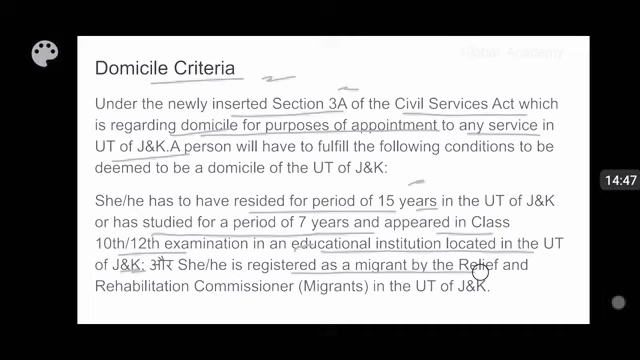 Global Academy
Domicile Criteria
Under the newly inserted Section 3A of the Civil Services Act which
is regarding domicile for purposes of appointment to any service in
UT of J&K.A person will have to fulfill the following conditions to be
deemed to be a domicile of the UT of J&K:
She/he has to have resided for period of 15 years in the UT of J&K
or has studied for a period of 7 years and appeared in Class
10th/12th examination in an educational institution located in the UT
of J&K: और She/he is registered as a migrant by the Relief and
Rehabilitation Commissioner (Migrants) in the UT of J&K.
14:47